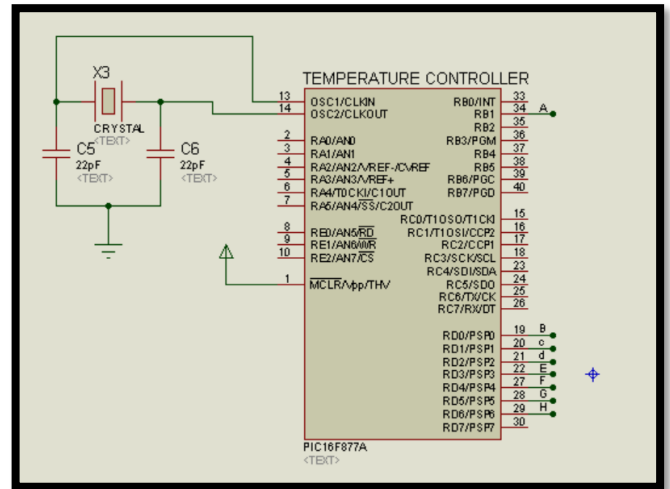 TEMPERATURE CONTROLLER
X3
CRYSTAL
<TEXT>
C5
22pF
<TEXT>
C6
22pF
<TEXT>
13 OSC1/CLKIN
14 OSC2/CLKOUT
2 RA0/AN0
3 RA1/AN1
4 RA2/AN2/VREF-/CVREF
5 RA3/AN3/VREF+
6 RA4/T0CKI/C1OUT
7 RA5/AN4/SS/C2OUT
8 RE0/AN5/RD
9 RE1/AN6/WR
10 RE2/AN7/CS
1 MCLR/Vpp/THV
RB0/INT 33
RB1 34 A
RB2 35
RB3/PGM 36
RB4 37
RB5 38
RB6/PGC 39
RB7/PGD 40
RC0/T1OSO/T1CKI 15
RC1/T1OSI/CCP2 16
RC2/CCP1 17
RC3/SCK/SCL 18
RC4/SDI/SDA 23
RC5/SDO 24
RC6/TX/CK 25
RC7/RX/DT 26
RD0/PSP0 19 B
RD1/PSP1 20 c
RD2/PSP2 21 d
RD3/PSP3 22 E
RD4/PSP4 27 F
RD5/PSP5 28 G
RD6/PSP6 29 H
RD7/PSP7 30
PIC16F877A
<TEXT>